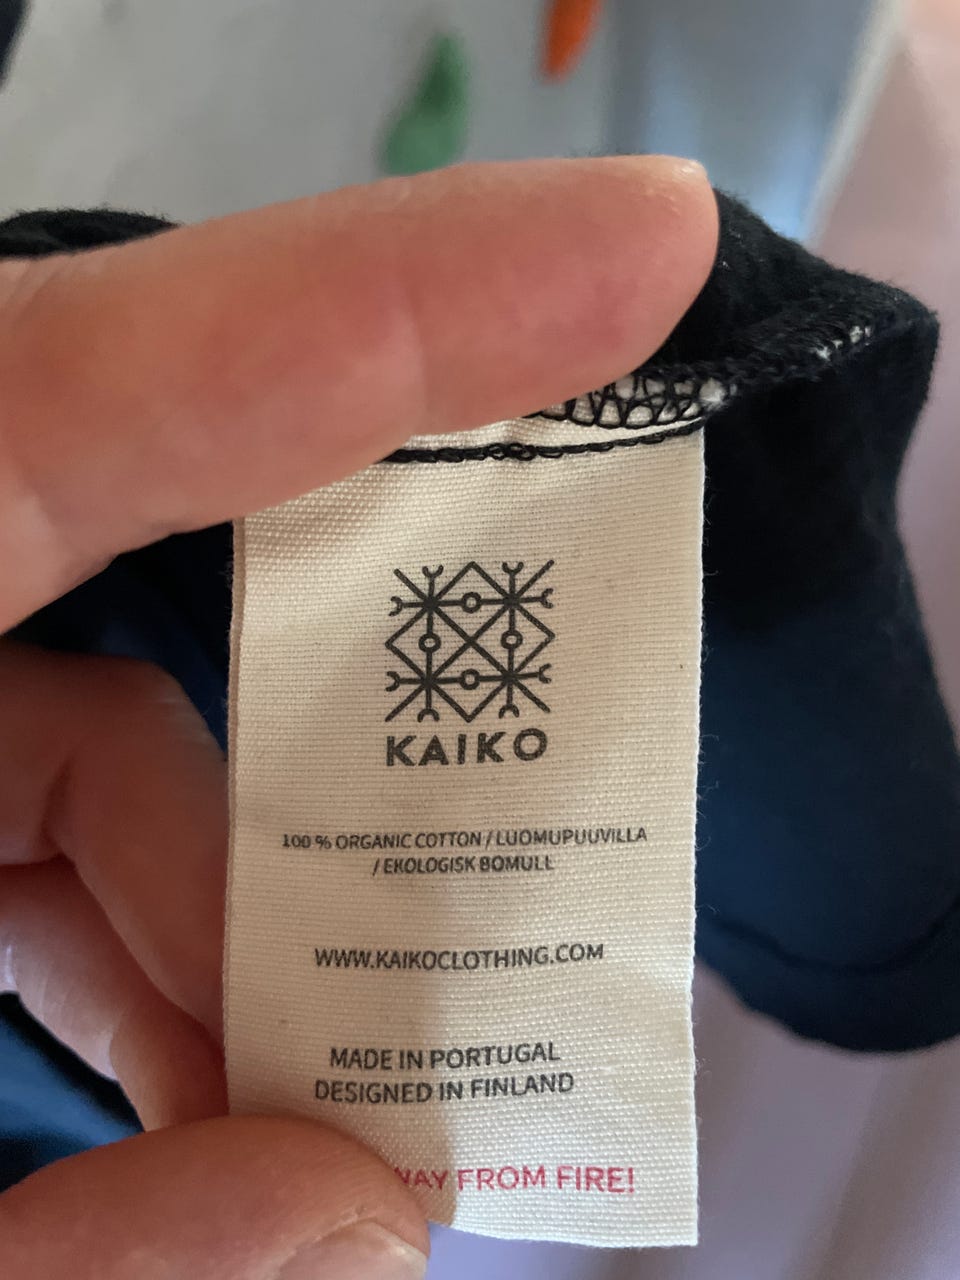 KAIKO
100 % ORGANIC COTTON / LUOMUPUUVILLA
/ EKOLOGISK BOMULL
WWW.KAIKOCLOTHING.COM
MADE IN PORTUGAL
DESIGNED IN FINLAND
FROM FIRE!